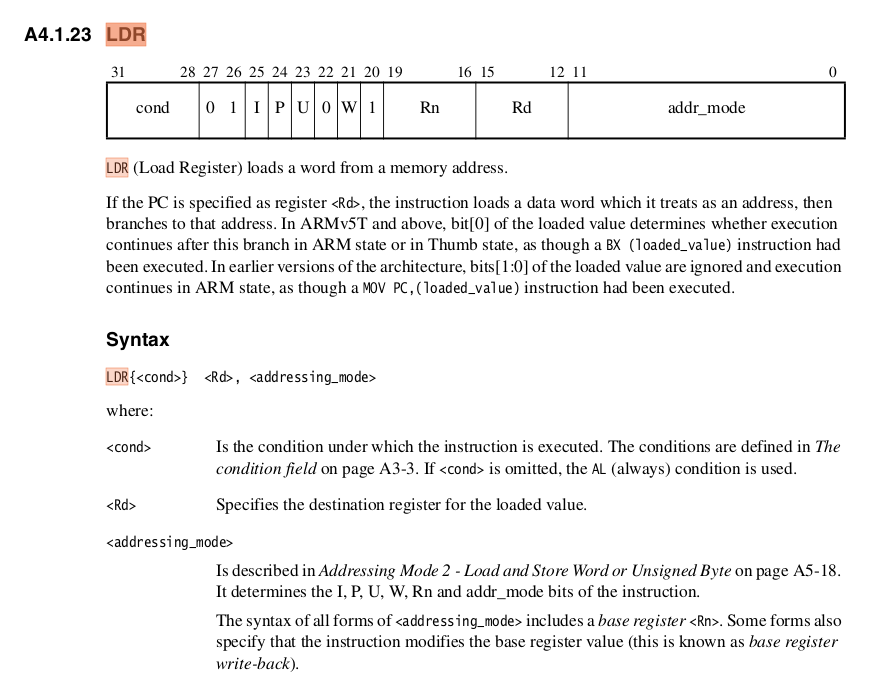 A4.1.23 LDR
31 28 27 26 25 24 23 22 21 20 19 16 15 12 11 0
cond 0 1 I P U 0 W 1 Rn Rd addr_mode
LDR (Load Register) loads a word from a memory address.
If the PC is specified as register <Rd>, the instruction loads a data word which it treats as an address, then
branches to that address. In ARMv5T and above, bit[0] of the loaded value determines whether execution
continues after this branch in ARM state or in Thumb state, as though a BX (loaded_value) instruction had
been executed. In earlier versions of the architecture, bits[1:0] of the loaded value are ignored and execution
continues in ARM state, as though a MOV PC,(loaded_value) instruction had been executed.
Syntax
LDR{<cond>} <Rd>, <addressing_mode>
where:
<cond> Is the condition under which the instruction is executed. The conditions are defined in The
condition field on page A3-3. If <cond> is omitted, the AL (always) condition is used.
<Rd> Specifies the destination register for the loaded value.
<addressing_mode>
Is described in Addressing Mode 2 - Load and Store Word or Unsigned Byte on page A5-18.
It determines the I, P, U, W, Rn and addr_mode bits of the instruction.
The syntax of all forms of <addressing_mode> includes a base register <Rn>. Some forms also
specify that the instruction modifies the base register value (this is known as base register
write-back).